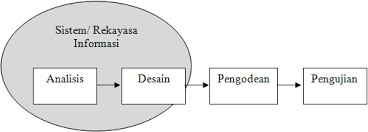 Sistem/ Rekayasa
Informasi
Analisis
Desain
Pengodean
Pengujian